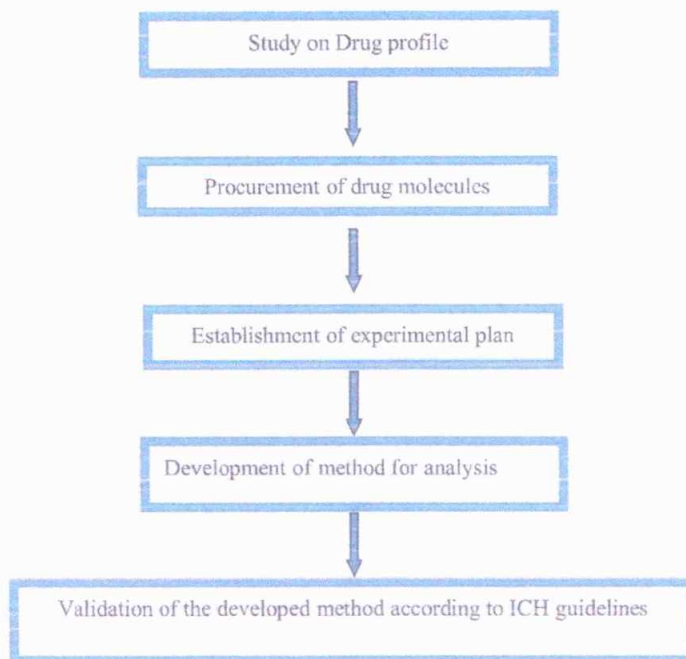 Study on Drug profile
Procurement of drug molecules
Establishment of experimental plan
Development of method for analysis
Validation of the developed method according to ICH guidelines